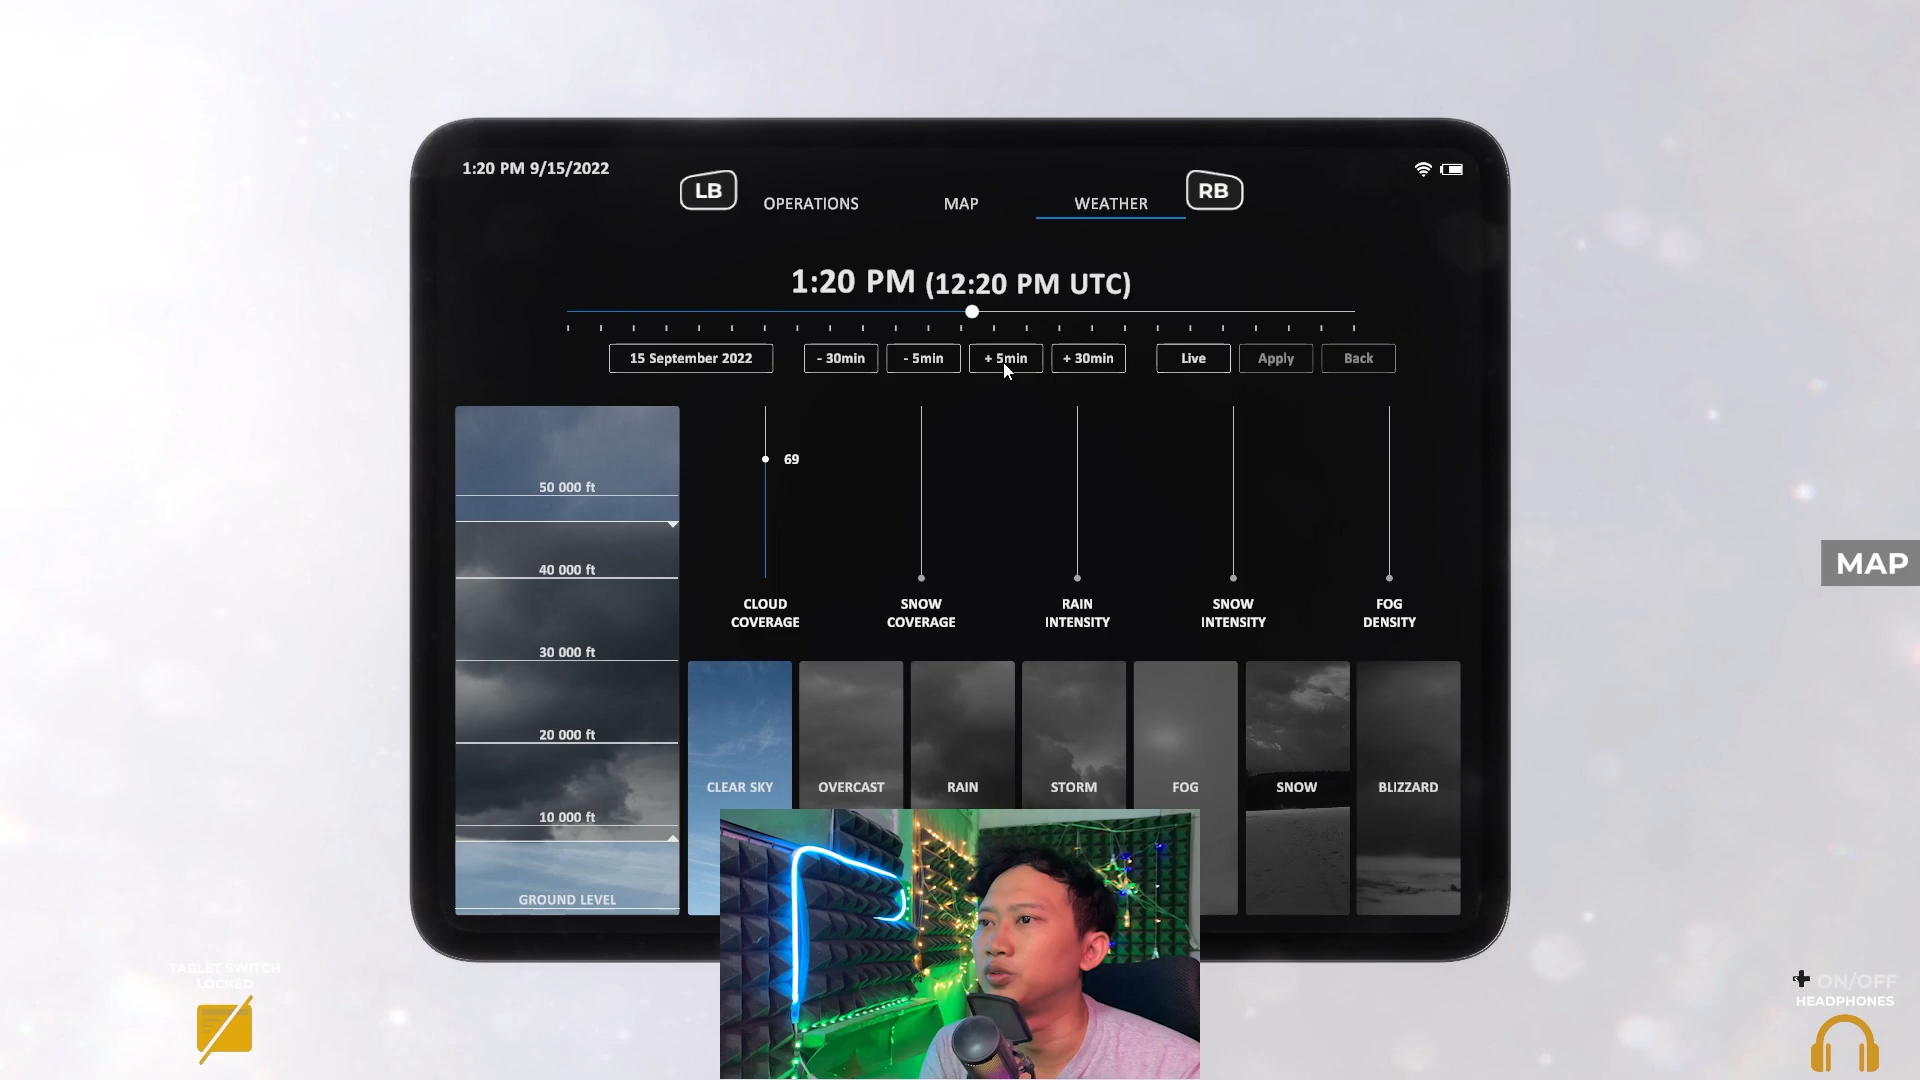 1:20 PM 9/15/2022
LB
OPERATIONS
MAP
WEATHER
RB
1:20 PM (12:20 PM UTC)
15 September 2022
- 30min
- 5min
+ 5min
+ 30min
Live
Apply
Back
50 000 ft
40 000 ft
30 000 ft
20 000 ft
10 000 ft
GROUND LEVEL
69
CLOUD
COVERAGE
SNOW
COVERAGE
RAIN
INTENSITY
SNOW
INTENSITY
FOG
DENSITY
CLEAR SKY
OVERCAST
RAIN
STORM
FOG
SNOW
BLIZZARD
MAP
TABLET SWITCH
LOCKED
ON/OFF
HEADPHONES